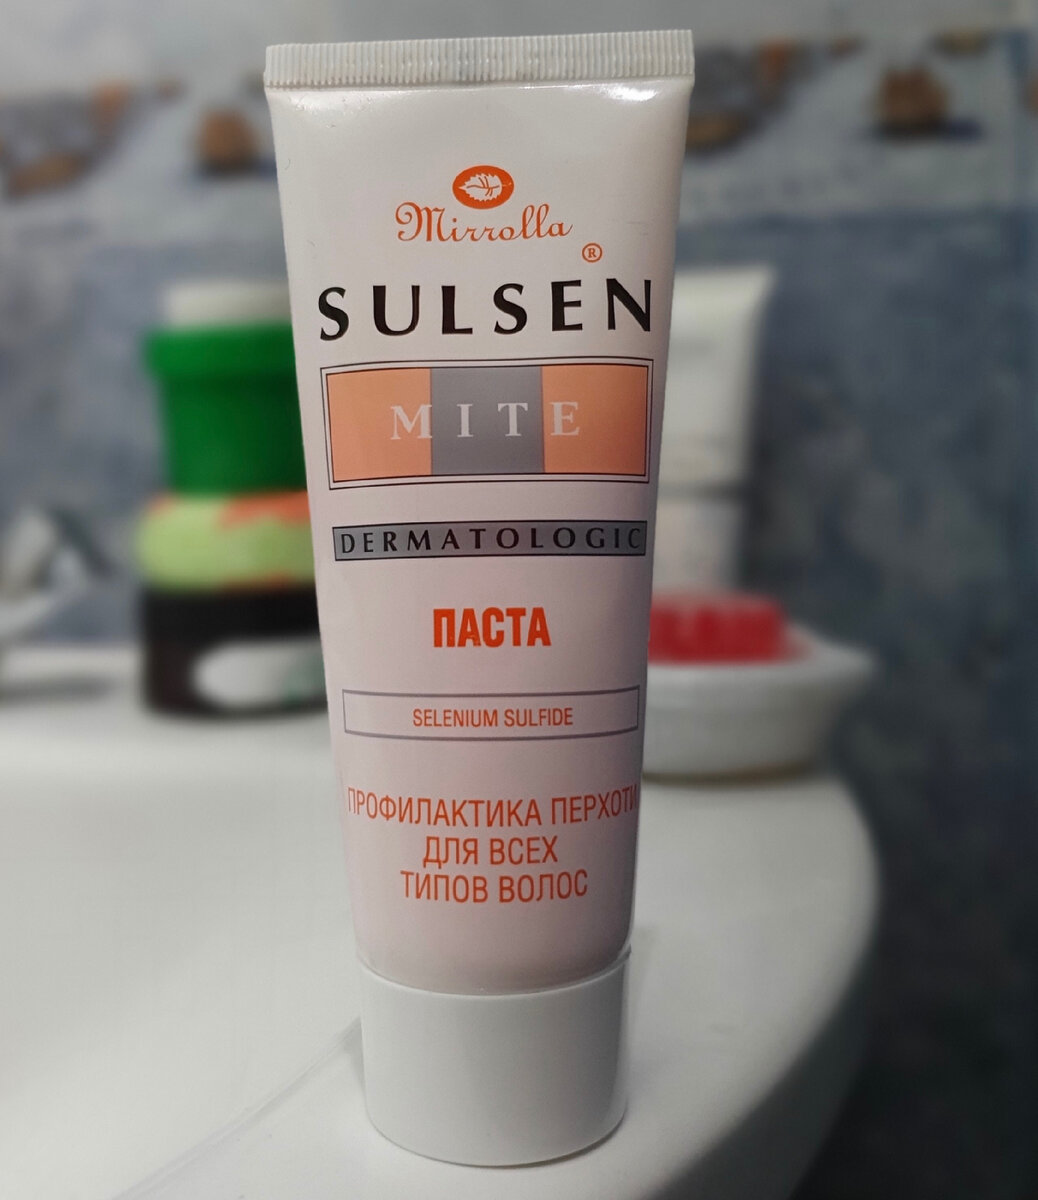 Mirrolla
®
SULSEN
MITE
DERMATOLOGIC
ПАСТА
SELENIUM SULFIDE
ПРОФИЛАКТИКА ПЕРХОТИ
ДЛЯ ВСЕХ
ТИПОВ ВОЛОС